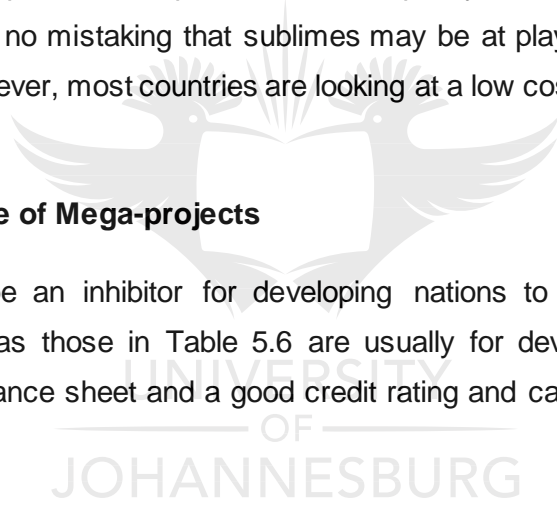 no mistaking that sublimes may be at play
ever, most countries are looking at a low cos
e of Mega-projects
e an inhibitor for developing nations to
as those in Table 5.6 are usually for dev
ance sheet and a good credit rating and ca
UNIVERSITY
OF
JOHANNESBURG